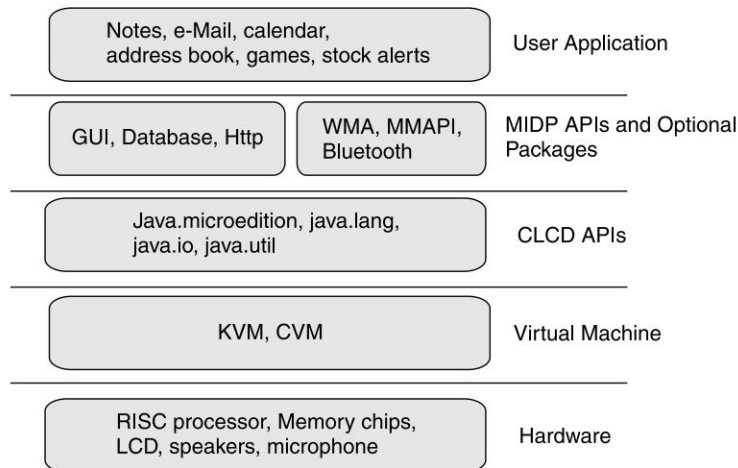 Notes, e-Mail, calendar,
address book, games, stock alerts
User Application
GUI, Database, Http
WMA, MMAPI,
Bluetooth
MIDP APIs and Optional
Packages
Java.microedition, java.lang,
java.io, java.util
CLCD APIs
KVM, CVM
Virtual Machine
RISC processor, Memory chips,
LCD, speakers, microphone
Hardware